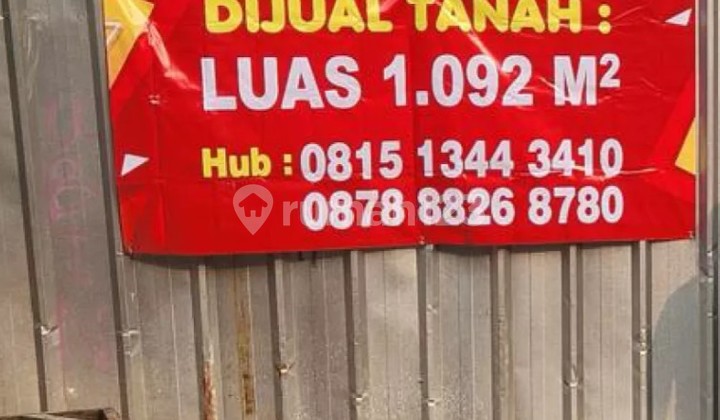 DIJUAL TANAH :
LUAS 1.092 M²
Hub : 0815 1344 3410
0878 8826 8780